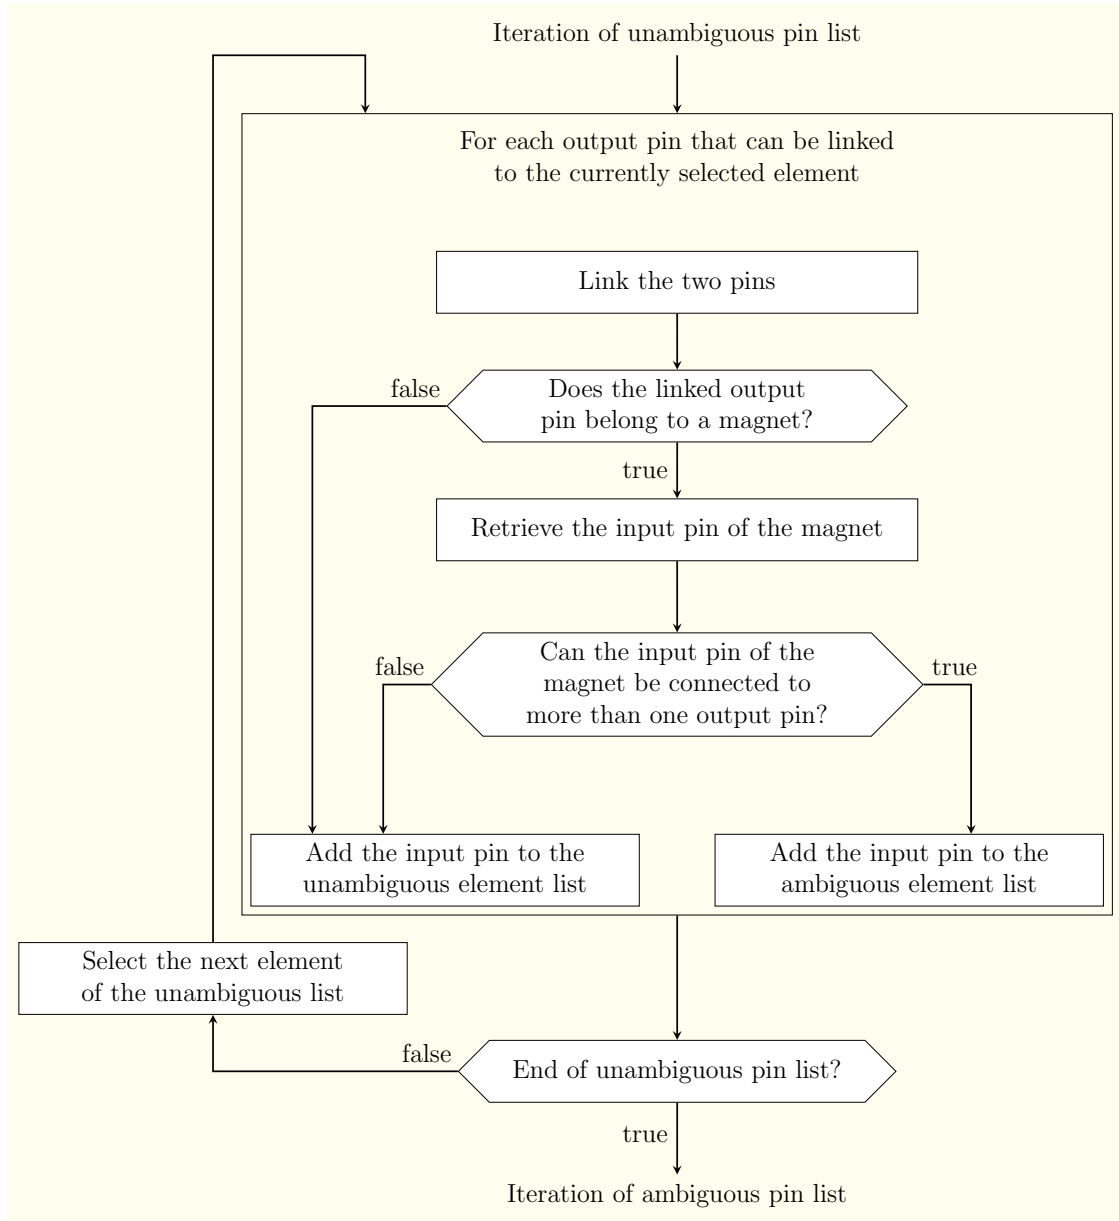 Iteration of unambiguous pin list
For each output pin that can be linked
to the currently selected element
Link the two pins
false
Does the linked output
pin belong to a magnet?
true
Retrieve the input pin of the magnet
false
Can the input pin of the
magnet be connected to
more than one output pin?
true
Add the input pin to the
unambiguous element list
Add the input pin to the
ambiguous element list
Select the next element
of the unambiguous list
false
End of unambiguous pin list?
true
Iteration of ambiguous pin list